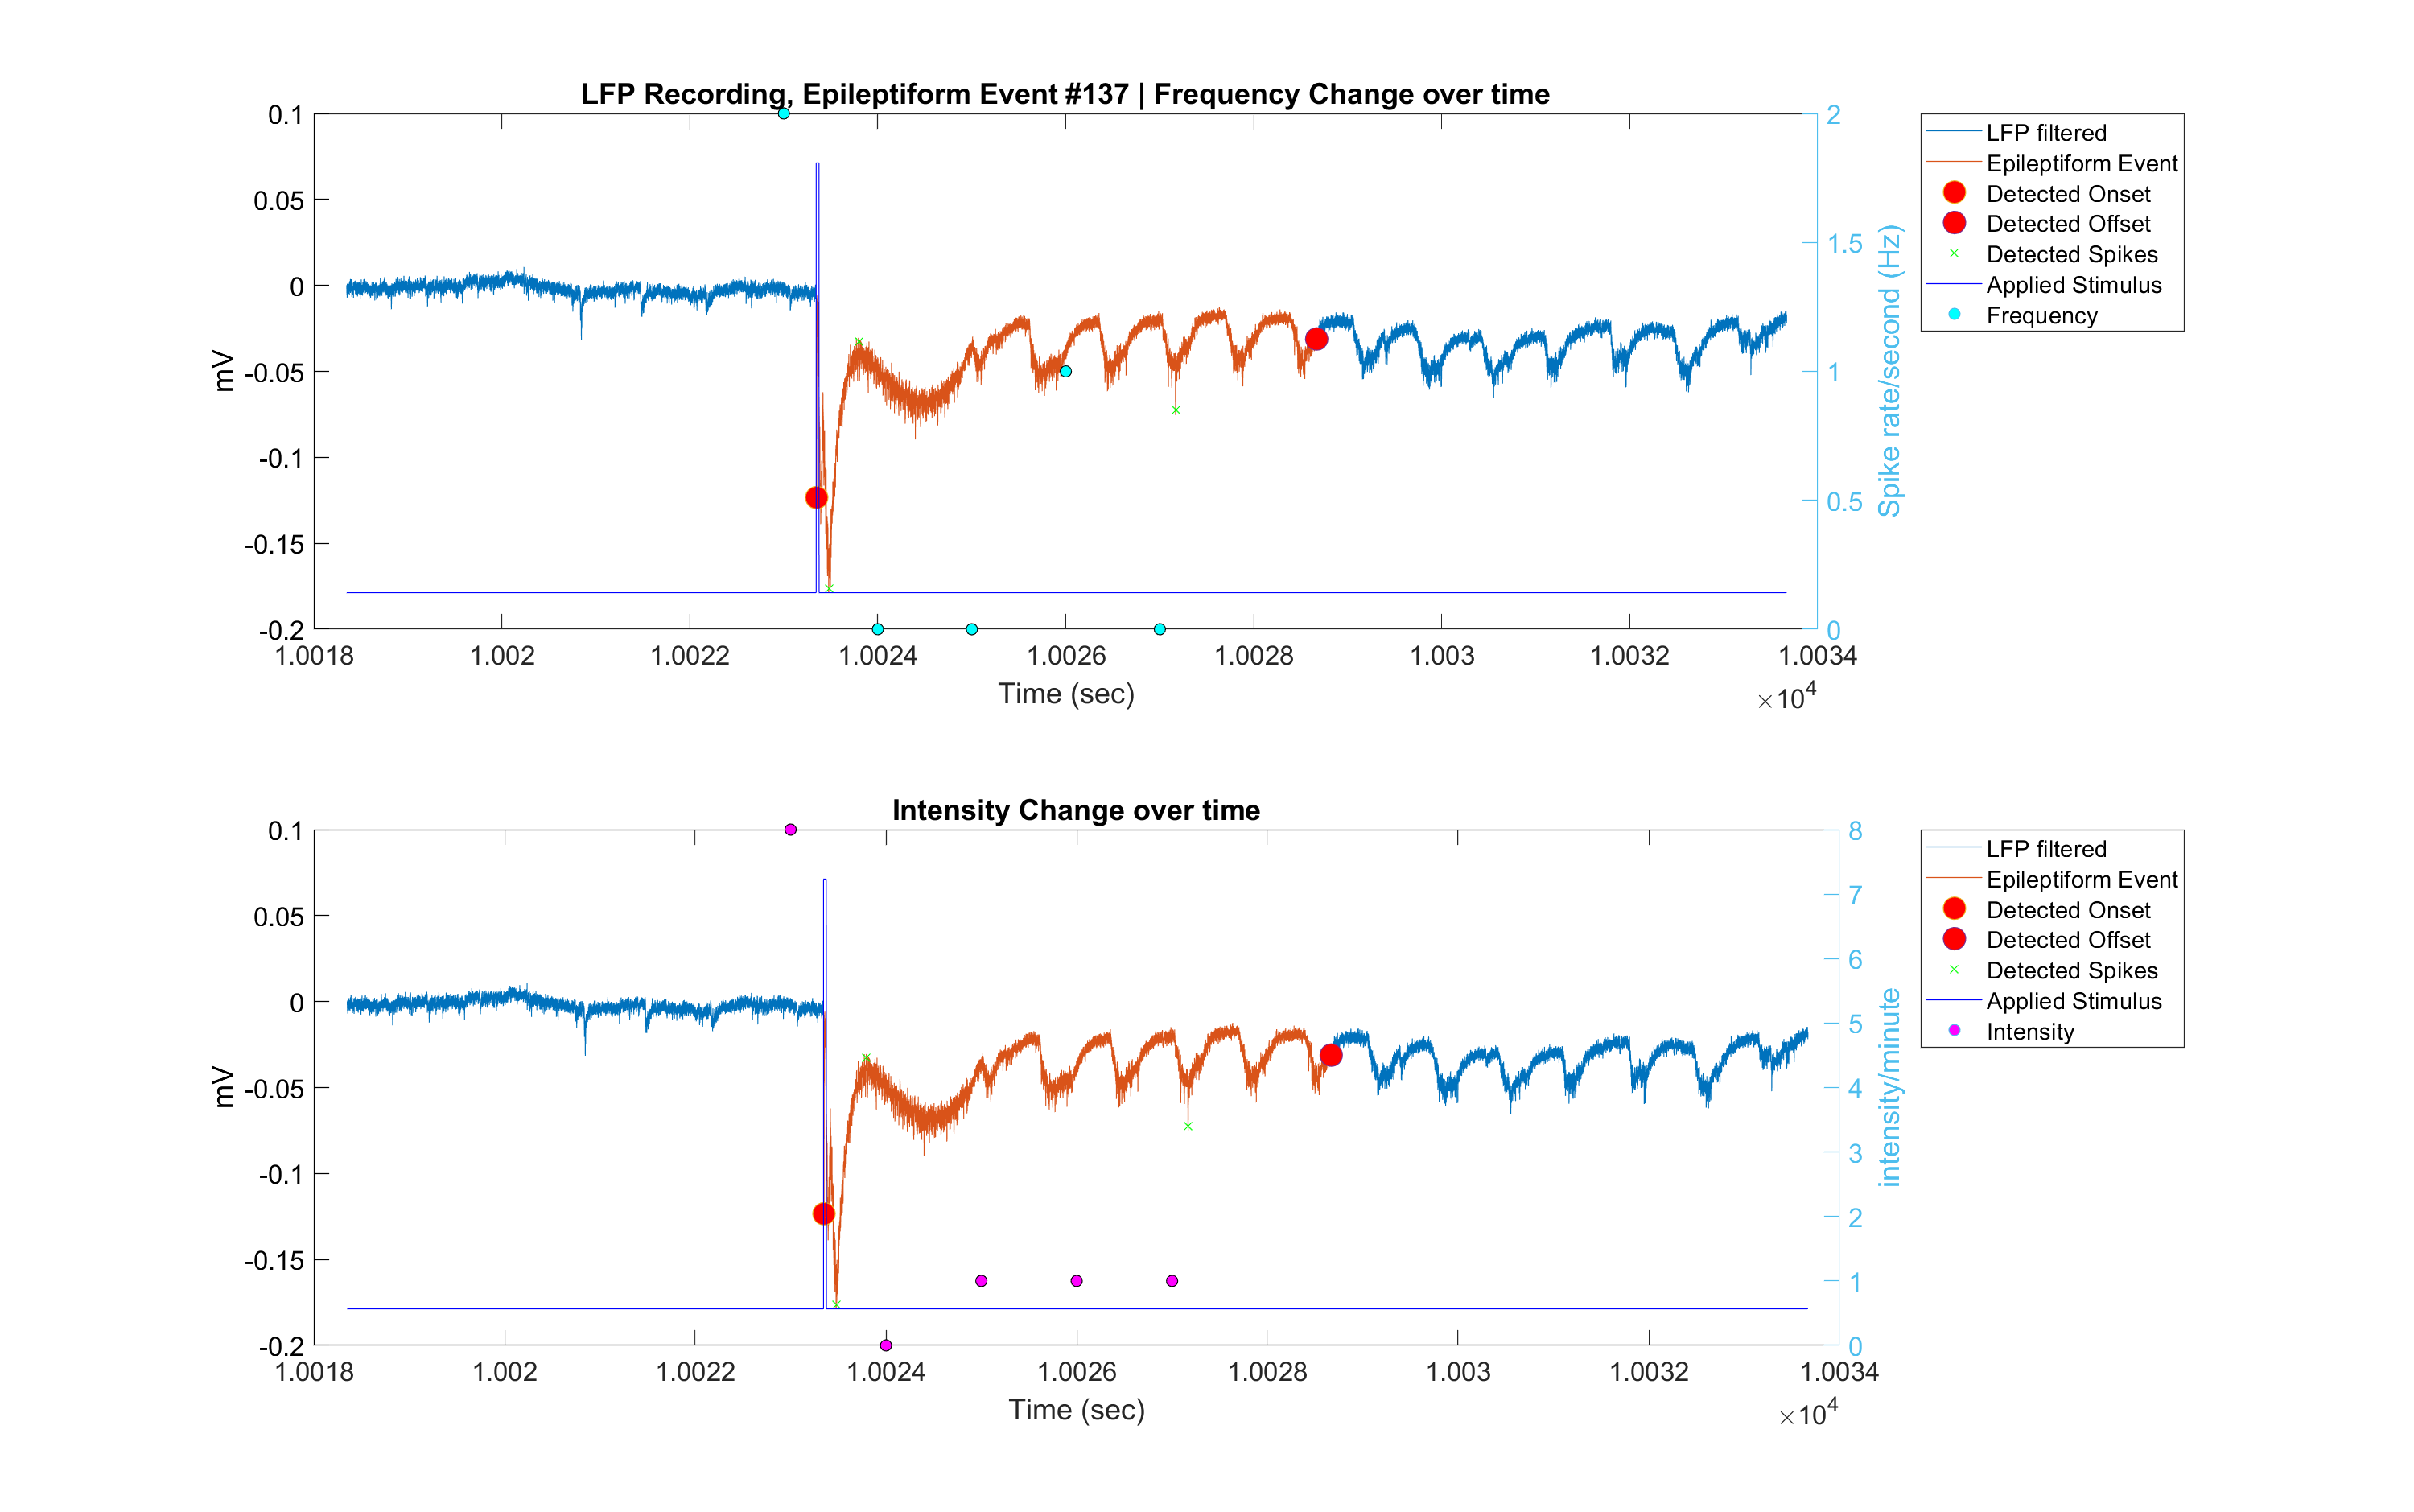 LFP Recording, Epileptiform Event #137 | Frequency Change over time
0.1
0.05
0
-0.05
-0.1
-0.15
-0.2
mV
2
1.5
1
0.5
0
Spike rate/second (Hz)
1.0018 1.002 1.0022 1.0024 1.0026 1.0028 1.003 1.0032 1.0034
Time (sec)
×10^4
LFP filtered
Epileptiform Event
Detected Onset
Detected Offset
Detected Spikes
Applied Stimulus
Frequency
Intensity Change over time
0.1
0.05
0
-0.05
-0.1
-0.15
-0.2
mV
8
7
6
5
4
3
2
1
0
intensity/minute
1.0018 1.002 1.0022 1.0024 1.0026 1.0028 1.003 1.0032 1.0034
Time (sec)
×10^4
LFP filtered
Epileptiform Event
Detected Onset
Detected Offset
Detected Spikes
Applied Stimulus
Intensity